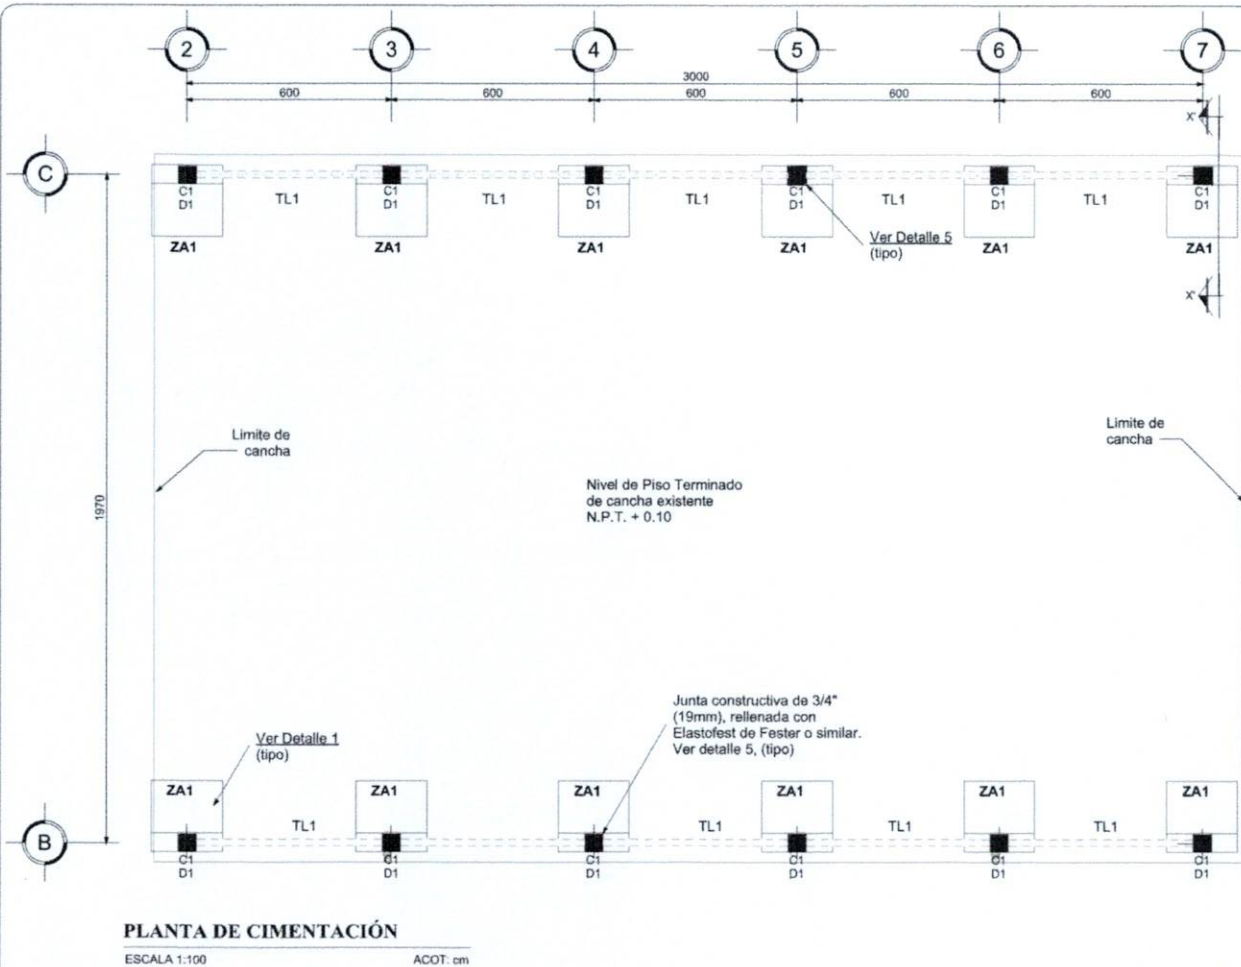 2 3 4 5 6 7
3000
600 600 600 600 600
X'
C
C1 C1 C1 C1 C1 C1
D1 D1 D1 D1 D1 D1
TL1 TL1 TL1 TL1 TL1
ZA1 ZA1 ZA1 ZA1 ZA1 ZA1
Ver Detalle 5
(tipo)
X'
Limite de
cancha
Limite de
cancha
1970
Nivel de Piso Terminado
de cancha existente
N.P.T. + 0.10
Junta constructiva de 3/4"
(19mm), rellenada con
Elastofest de Fester o similar.
Ver detalle 5, (tipo)
Ver Detalle 1
(tipo)
ZA1 ZA1 ZA1 ZA1 ZA1 ZA1
TL1 TL1 TL1 TL1
B
C1 C1 C1 C1 C1 C1
D1 D1 D1 D1 D1 D1
PLANTA DE CIMENTACIÓN
ESCALA 1:100 ACOT: cm